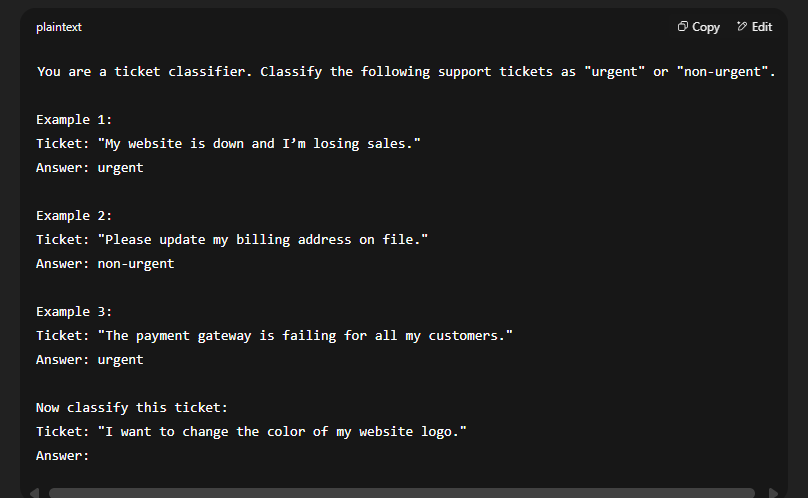 plaintext
Copy
Edit
You are a ticket classifier. Classify the following support tickets as "urgent" or "non-urgent".
Example 1:
Ticket: "My website is down and I’m losing sales."
Answer: urgent
Example 2:
Ticket: "Please update my billing address on file."
Answer: non-urgent
Example 3:
Ticket: "The payment gateway is failing for all my customers."
Answer: urgent
Now classify this ticket:
Ticket: "I want to change the color of my website logo."
Answer: